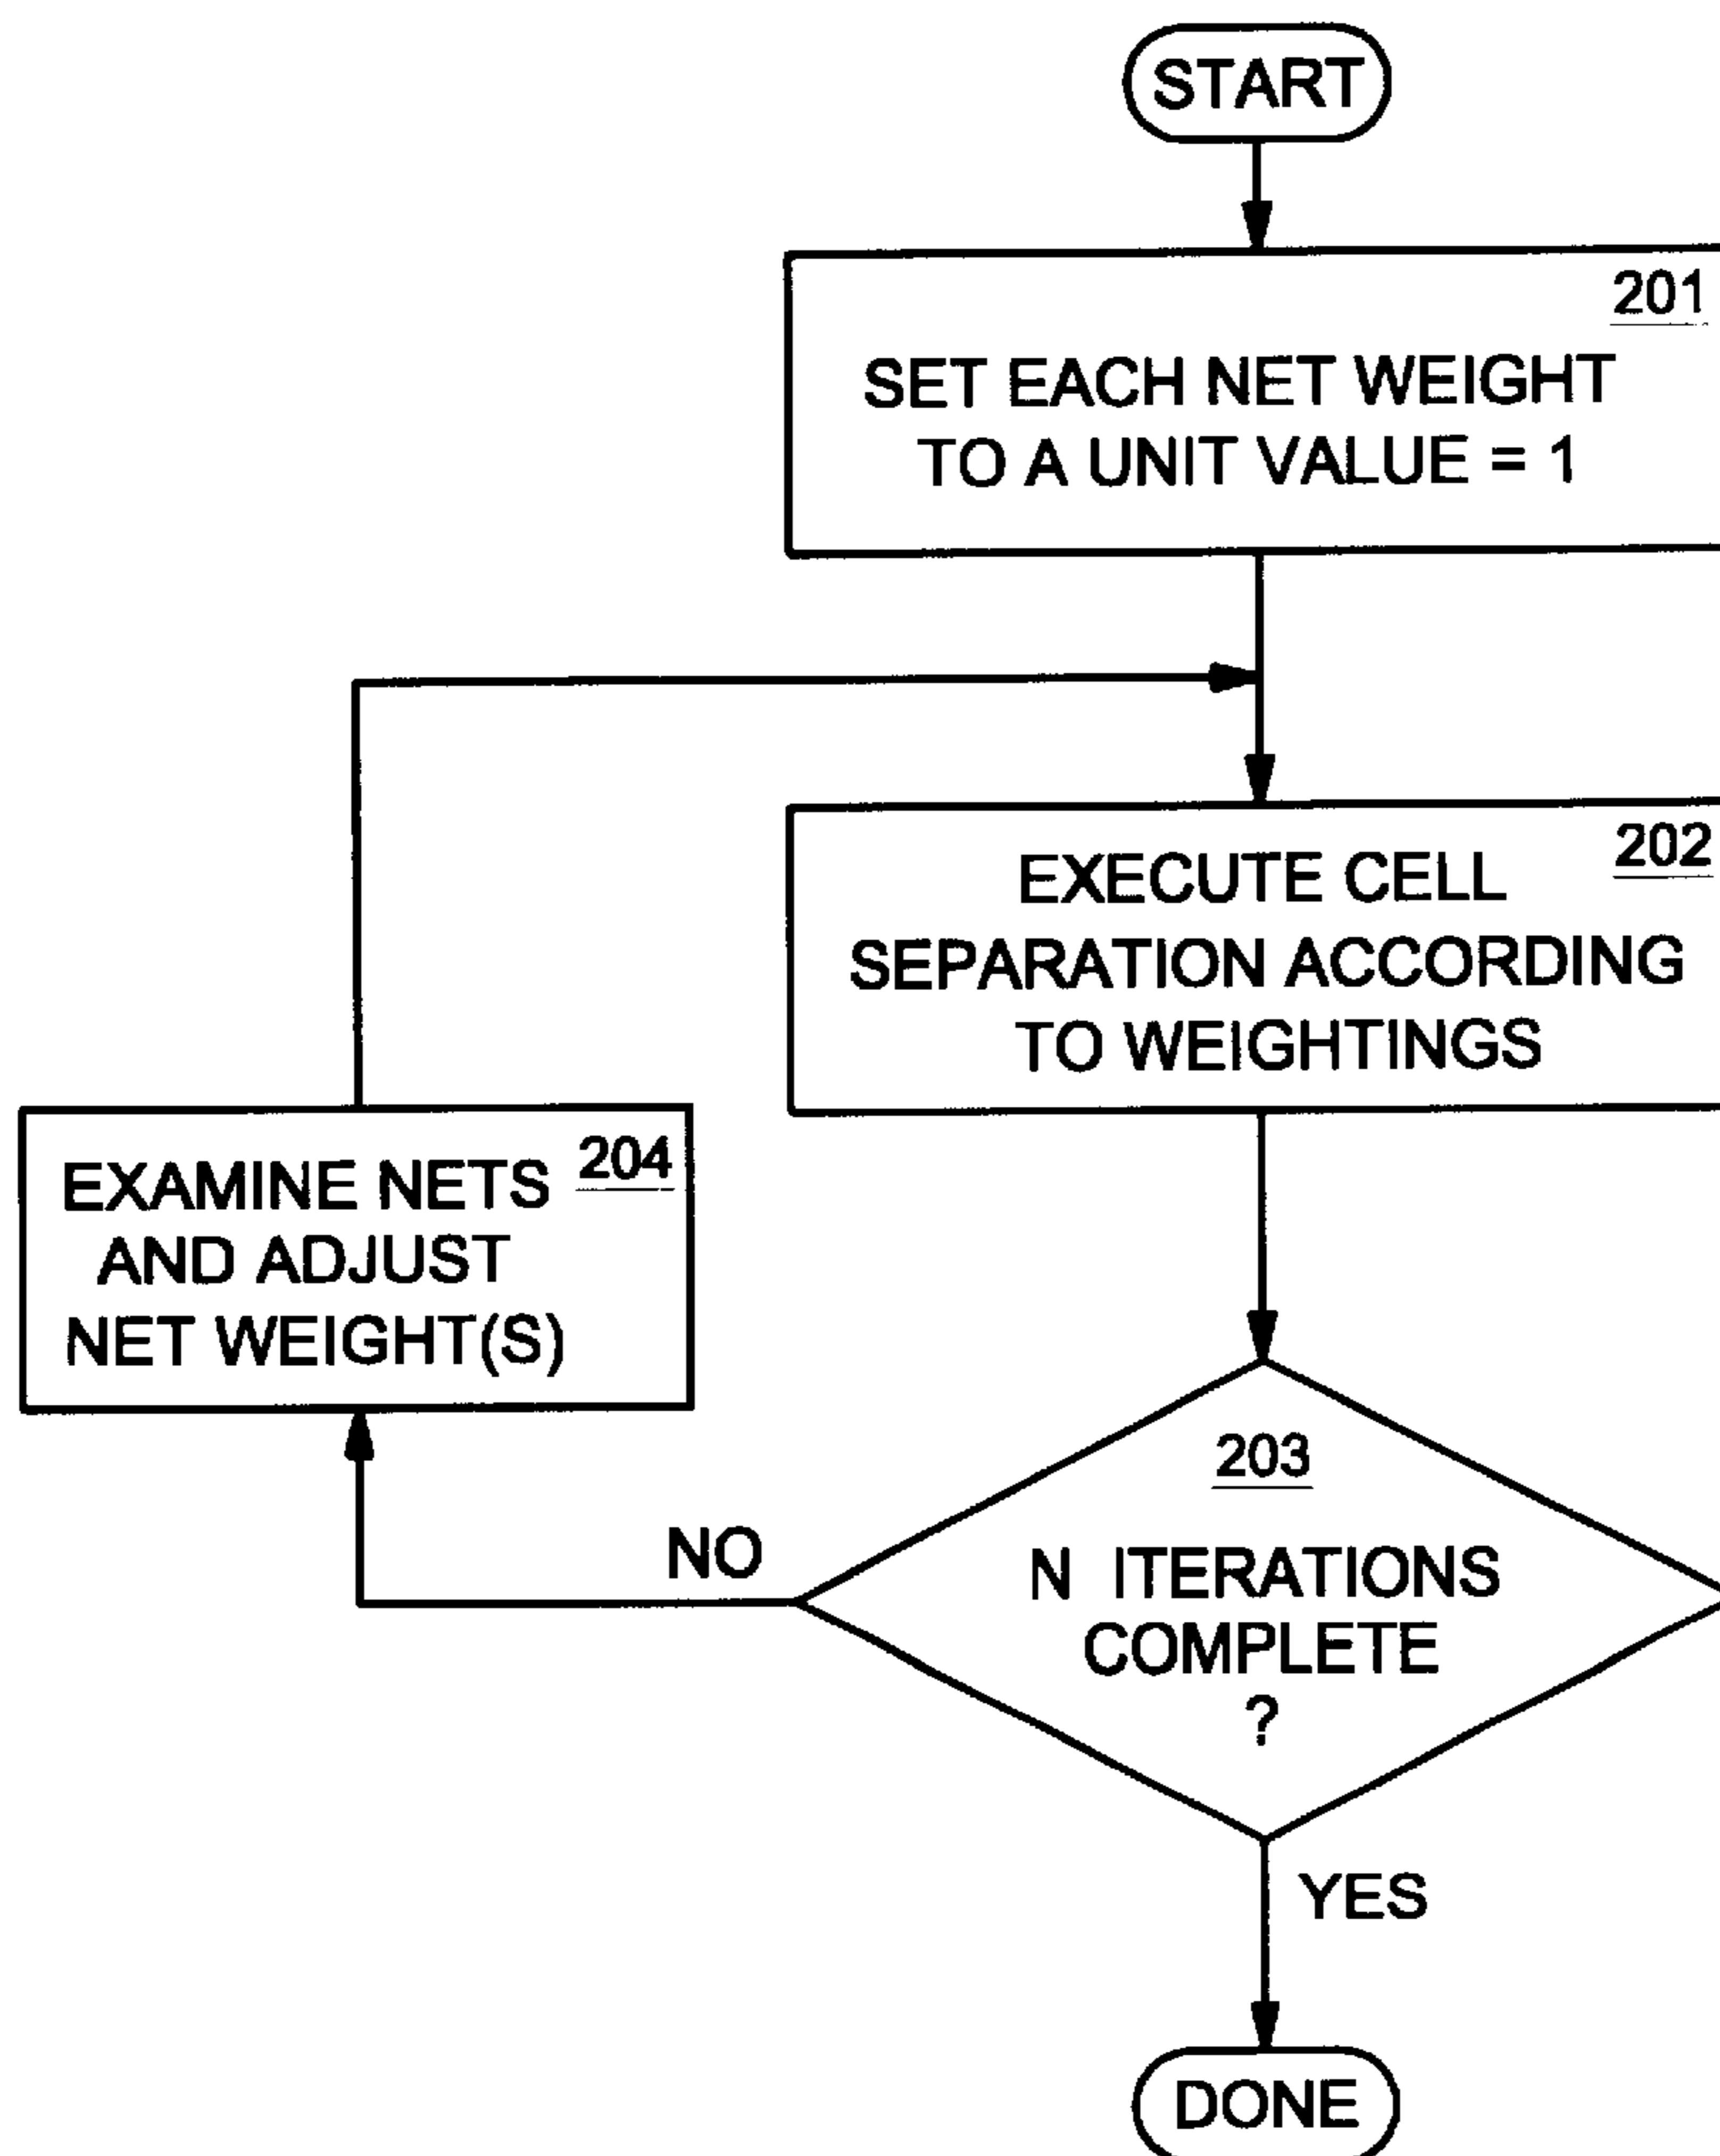 START
201
SET EACH NET WEIGHT
TO A UNIT VALUE = 1
202
EXECUTE CELL
SEPARATION ACCORDING
TO WEIGHTINGS
204
EXAMINE NETS
AND ADJUST
NET WEIGHT(S)
203
N ITERATIONS
COMPLETE
?
NO
YES
DONE